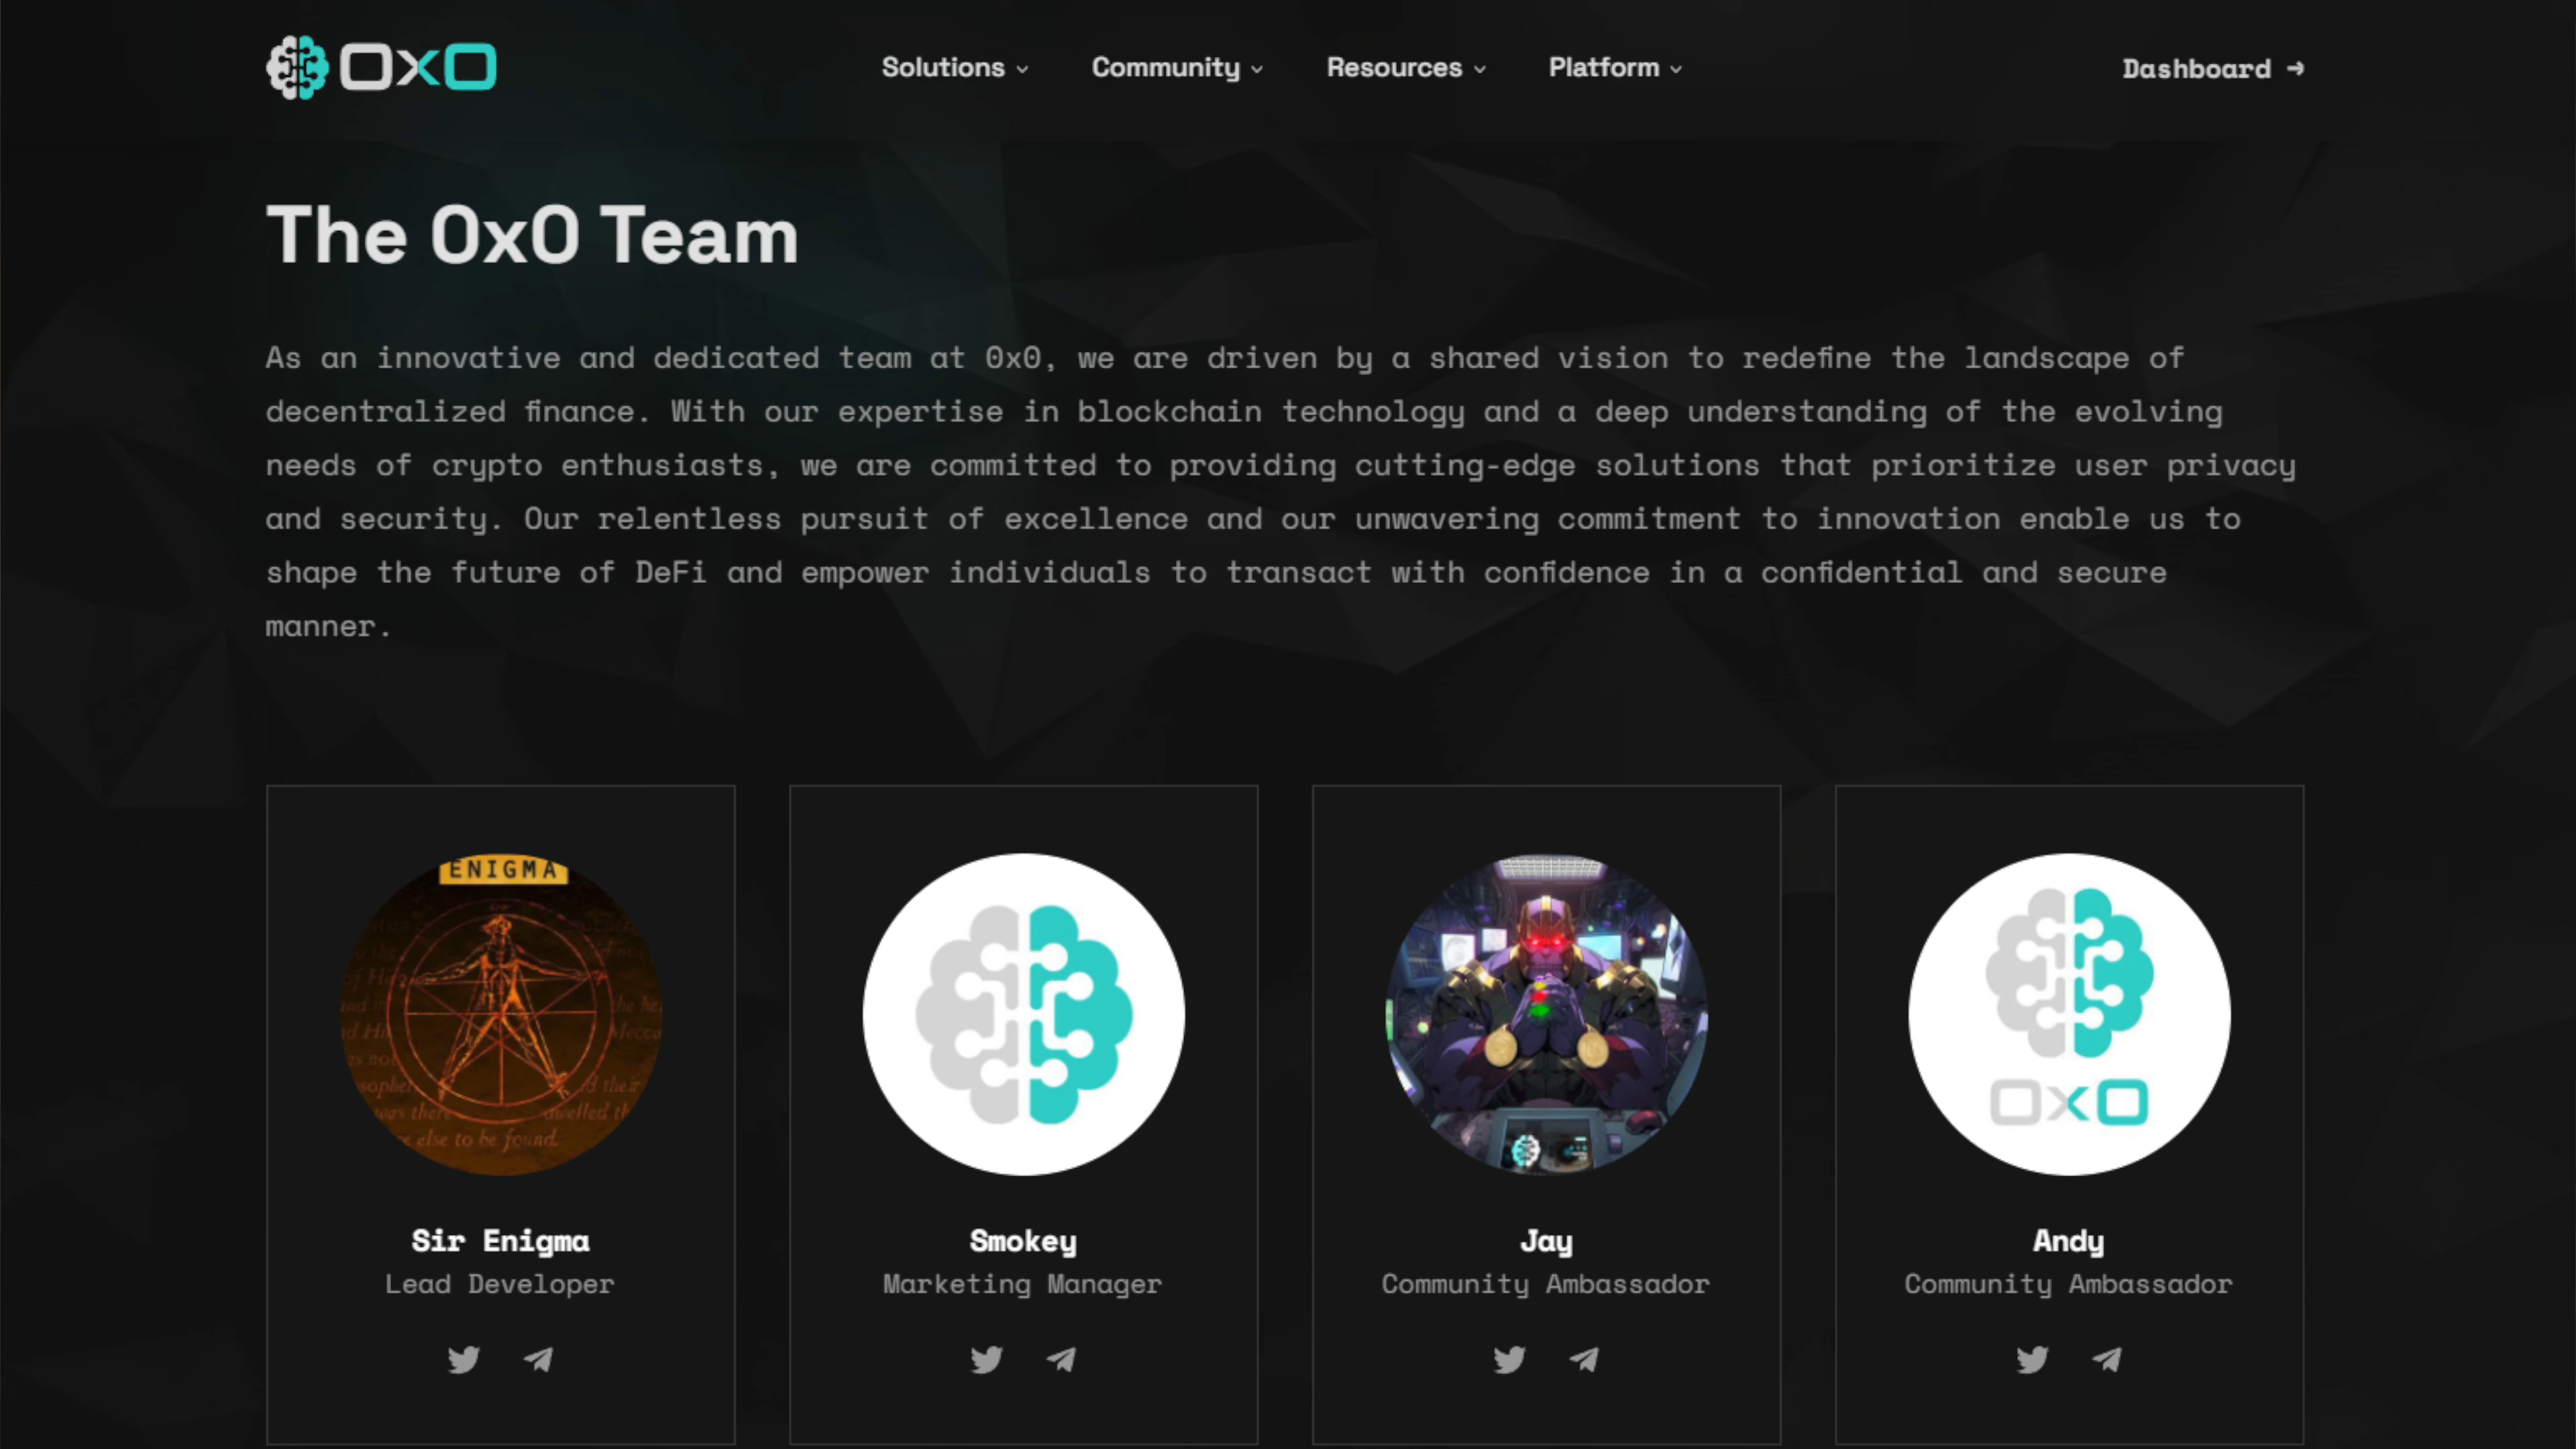 0x0
Solutions
Community
Resources
Platform
Dashboard →
The 0x0 Team
As an innovative and dedicated team at 0x0, we are driven by a shared vision to redefine the landscape of
decentralized finance. With our expertise in blockchain technology and a deep understanding of the evolving
needs of crypto enthusiasts, we are committed to providing cutting-edge solutions that prioritize user privacy
and security. Our relentless pursuit of excellence and our unwavering commitment to innovation enable us to
shape the future of DeFi and empower individuals to transact with confidence in a confidential and secure
manner.
ENIGMA
else to be found.
0x0
Sir Enigma
Lead Developer
Smokey
Marketing Manager
Jay
Community Ambassador
Andy
Community Ambassador